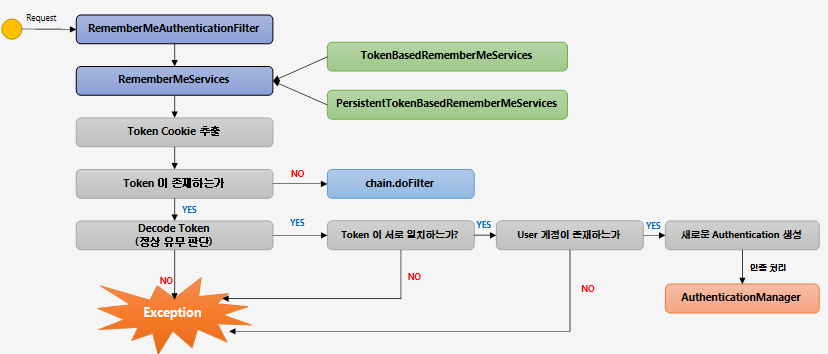 Request
RememberMeAuthenticationFilter
RememberMeServices
TokenBasedRememberMeServices
PersistentTokenBasedRememberMeServices
Token Cookie 추출
Token 이 존재하는가
NO
chain.doFilter
YES
Decode Token
(정상 유무 판단)
YES
Token 이 서로 일치하는가?
YES
User 계정이 존재하는가
YES
새로운 Authentication 생성
NO
NO
NO
인증 처리
Exception
AuthenticationManager